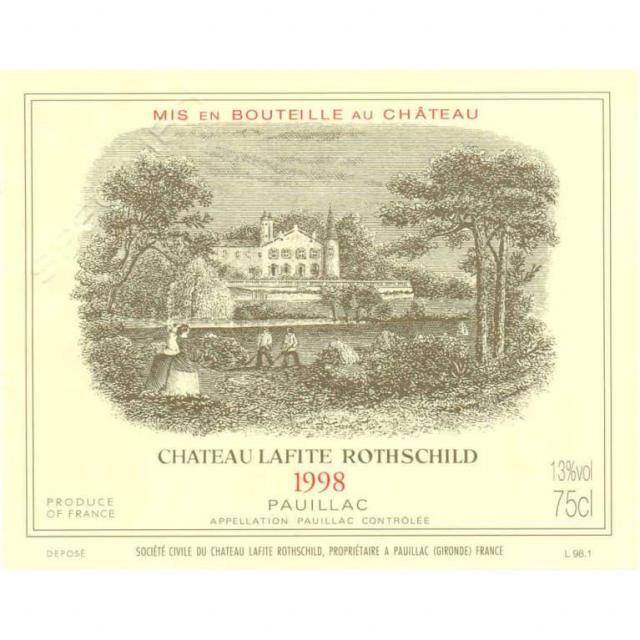 MIS EN BOUTEILLE AU CHÂTEAU
CHATEAU LAFITE ROTHSCHILD
1998
PAUILLAC
APPELLATION PAUILLAC CONTRÔLÉE
PRODUCE
OF FRANCE
13%vol
75cl
DEPOSÉ
SOCIÉTÉ CIVILE DU CHATEAU LAFITE ROTHSCHILD, PROPRIÉTAIRE A PAUILLAC (GIRONDE) FRANCE
L 98.1